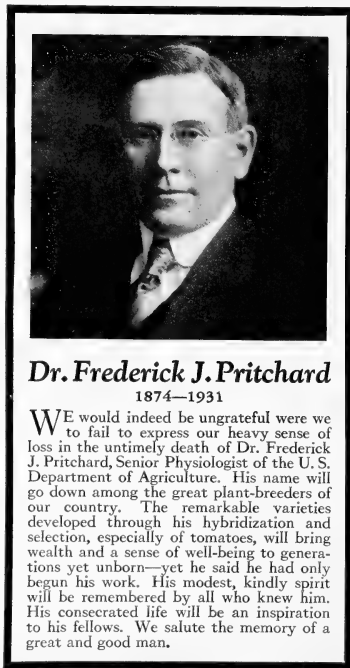 Dr. Frederick J. Pritchard
1874—1931
WE would indeed be ungrateful were we
to fail to express our heavy sense of
loss in the untimely death of Dr. Frederick
J. Pritchard, Senior Physiologist of the U. S.
Department of Agriculture. His name will
go down among the great plant-breeders of
our country. The remarkable varieties
developed through his hybridization and
selection, especially of tomatoes, will bring
wealth and a sense of well-being to genera-
tions yet unborn—yet he said he had only
begun his work. His modest, kindly spirit
will be remembered by all who knew him.
His consecrated life will be an inspiration
to his fellows. We salute the memory of a
great and good man.